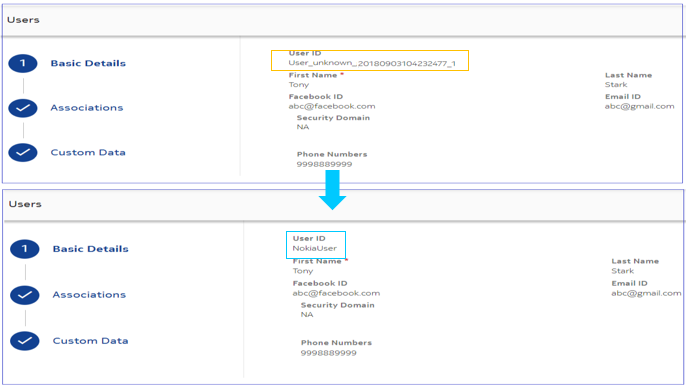 Users
User ID
1 Basic Details User_unknown_20180903104232477_1
First Name * Last Name
Tony Stark
Facebook ID Email ID
Associations abc@facebook.com abc@gmail.com
Security Domain
NA
Custom Data Phone Numbers
9998889999
Users
User ID
1 Basic Details NokiaUser
First Name * Last Name
Tony Stark
Facebook ID Email ID
Associations abc@facebook.com abc@gmail.com
Security Domain
NA
Custom Data Phone Numbers
9998889999